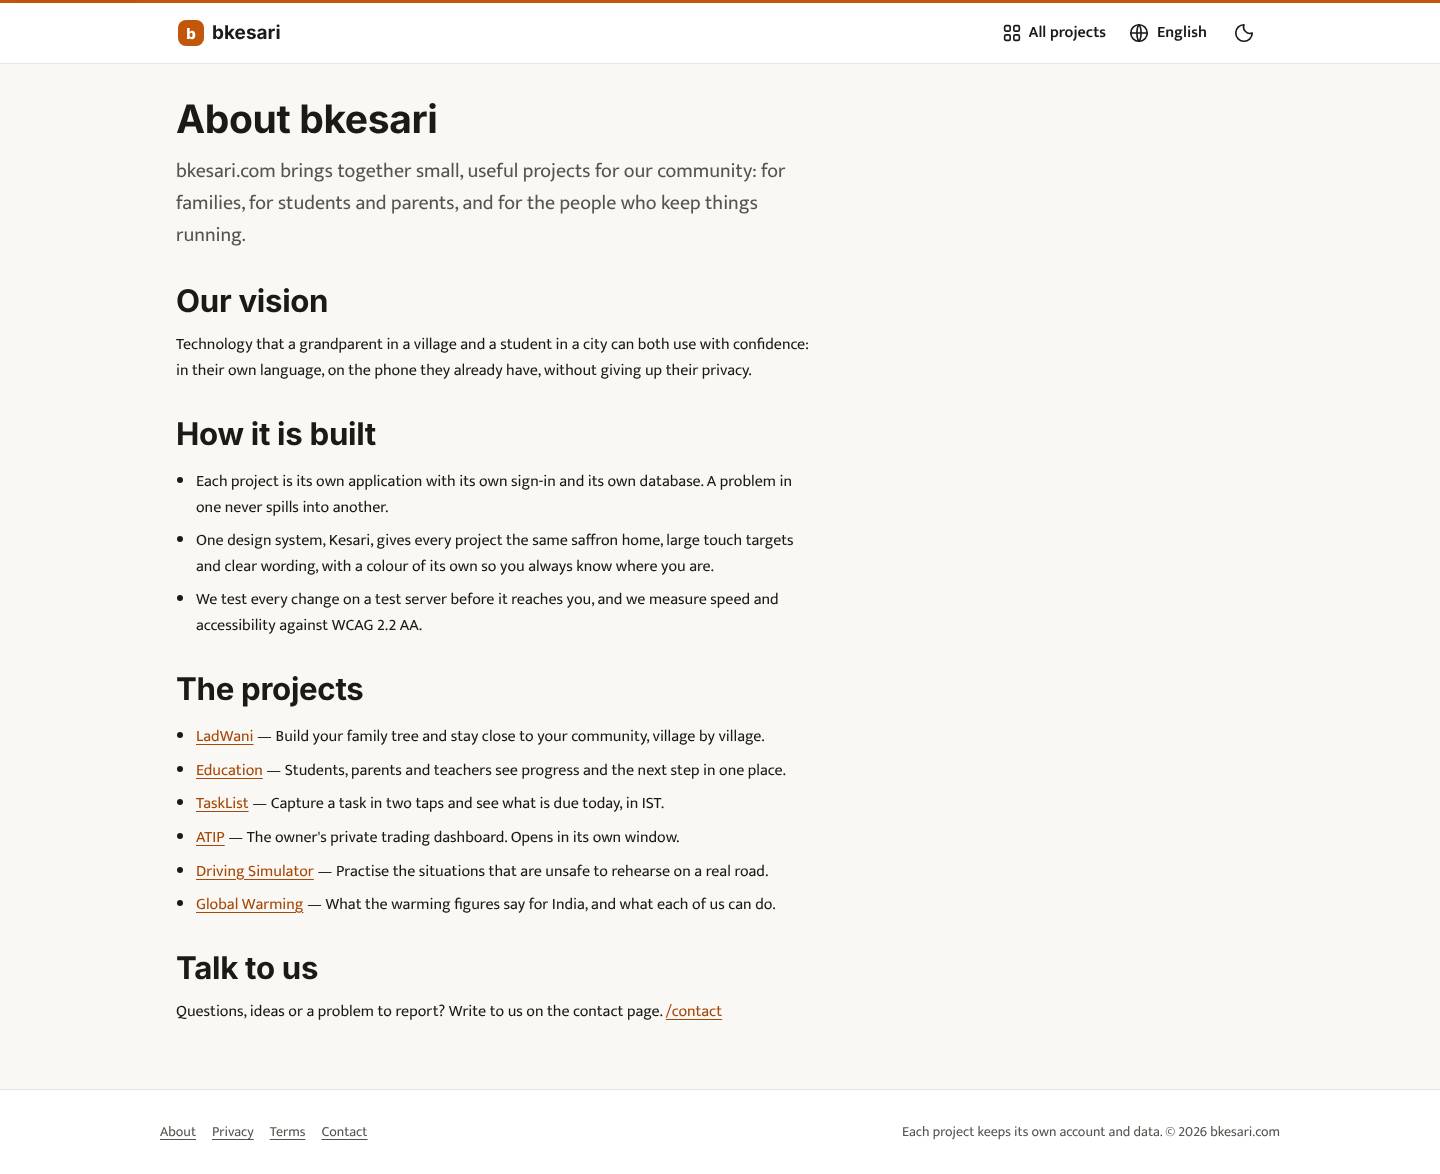 b bkesari
All projects
English
About bkesari
bkesari.com brings together small, useful projects for our community: for
families, for students and parents, and for the people who keep things
running.
Our vision
Technology that a grandparent in a village and a student in a city can both use with confidence:
in their own language, on the phone they already have, without giving up their privacy.
How it is built
• Each project is its own application with its own sign-in and its own database. A problem in
one never spills into another.
• One design system, Kesari, gives every project the same saffron home, large touch targets
and clear wording, with a colour of its own so you always know where you are.
• We test every change on a test server before it reaches you, and we measure speed and
accessibility against WCAG 2.2 AA.
The projects
• LadWani — Build your family tree and stay close to your community, village by village.
• Education — Students, parents and teachers see progress and the next step in one place.
• TaskList — Capture a task in two taps and see what is due today, in IST.
• ATIP — The owner's private trading dashboard. Opens in its own window.
• Driving Simulator — Practise the situations that are unsafe to rehearse on a real road.
• Global Warming — What the warming figures say for India, and what each of us can do.
Talk to us
Questions, ideas or a problem to report? Write to us on the contact page. /contact
About Privacy Terms Contact
Each project keeps its own account and data. © 2026 bkesari.com